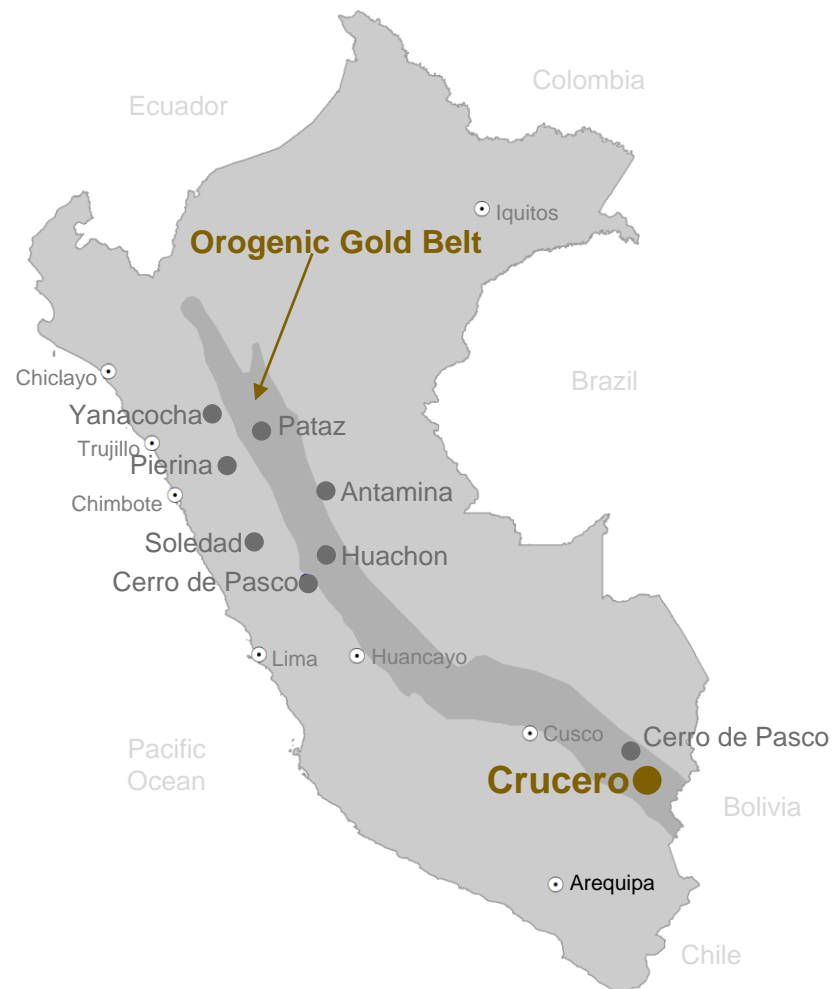 Colombia
Ecuador
Iquitos
Orogenic Gold Belt
Chiclayo
Brazil
Yanacocha
Pataz
Trujillo
Pierina
Antamina
Chimbote
Soledad
Huachon
Cerro de Pasco
Lima
Huancayo
Cusco
Cerro de Pasco
Pacific
Ocean
Crucero
Bolivia
Arequipa
Chile